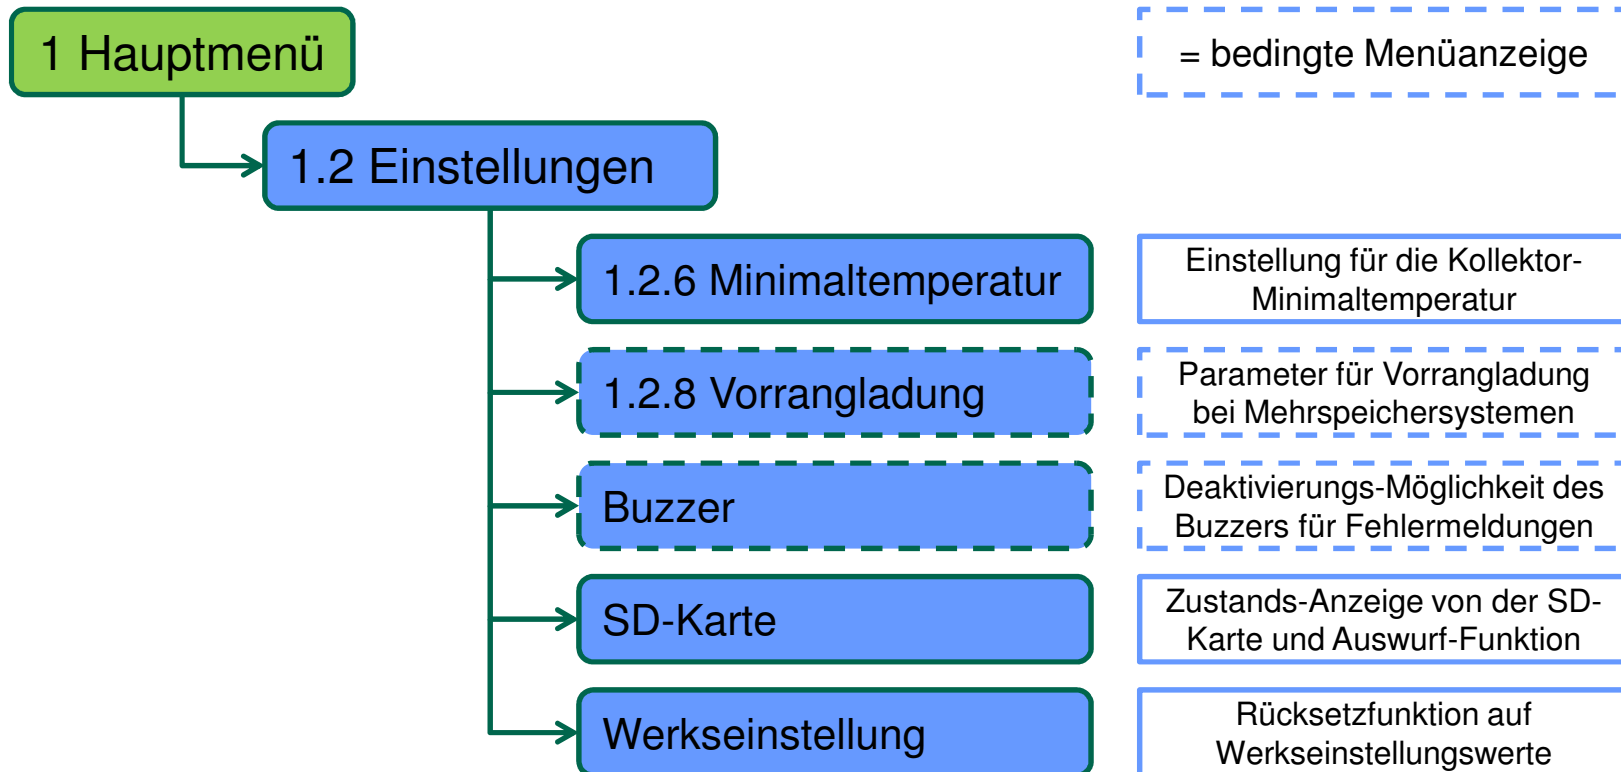 1 Hauptmenü
= bedingte Menüanzeige
1.2 Einstellungen
1.2.6 Minimaltemperatur
Einstellung für die Kollektor-
Minimaltemperatur
1.2.8 Vorrangladung
Parameter für Vorrangladung
bei Mehrspeichersystemen
Buzzer
Deaktivierungs-Möglichkeit des
Buzzers für Fehlermeldungen
SD-Karte
Zustands-Anzeige von der SD-
Karte und Auswurf-Funktion
Werkseinstellung
Rücksetzfunktion auf
Werkseinstellungswerte